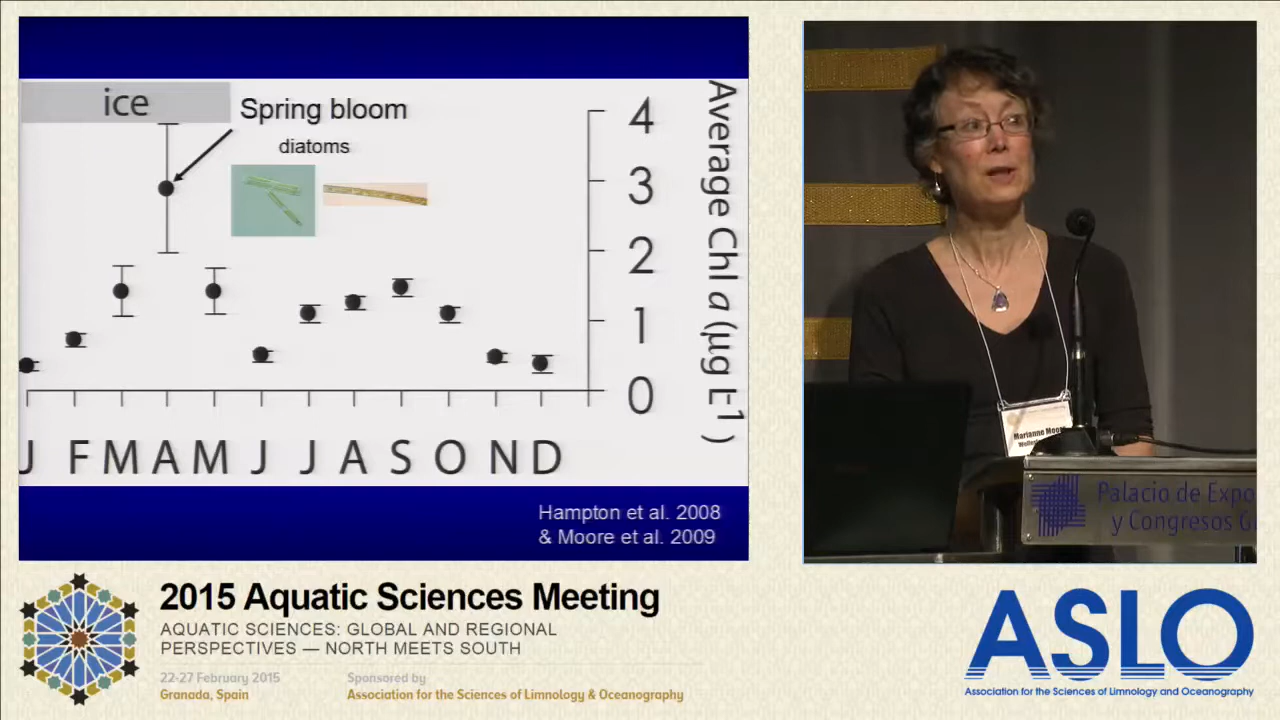 ice
Spring bloom
diatoms
4
3
2
1
0
Average Chl a (µg L-1)
J F M A M J J A S O N D
Hampton et al. 2008
& Moore et al. 2009
Marianne Moore
Palacio de Expo
y Congresos G
2015 Aquatic Sciences Meeting
AQUATIC SCIENCES: GLOBAL AND REGIONAL
PERSPECTIVES — NORTH MEETS SOUTH
22-27 February 2015
Granada, Spain
Sponsored by
Association for the Sciences of Limnology & Oceanography
ASLO
Association for the Sciences of Limnology and Oceanography